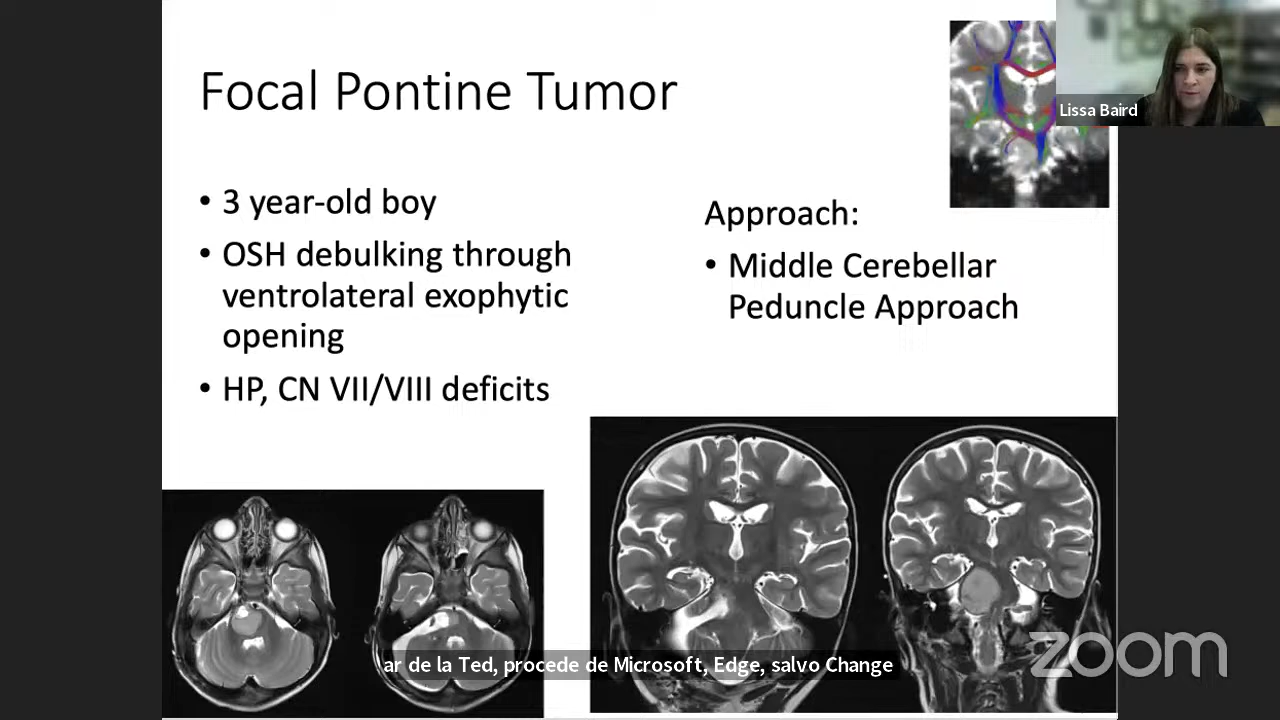 Focal Pontine Tumor
Lissa Baird
• 3 year-old boy
• OSH debulking through
ventrolateral exophytic
opening
• HP, CN VII/VIII deficits
Approach:
• Middle Cerebellar
Peduncle Approach
ar de la Ted, procede de Microsoft, Edge, salvo Change
zoom